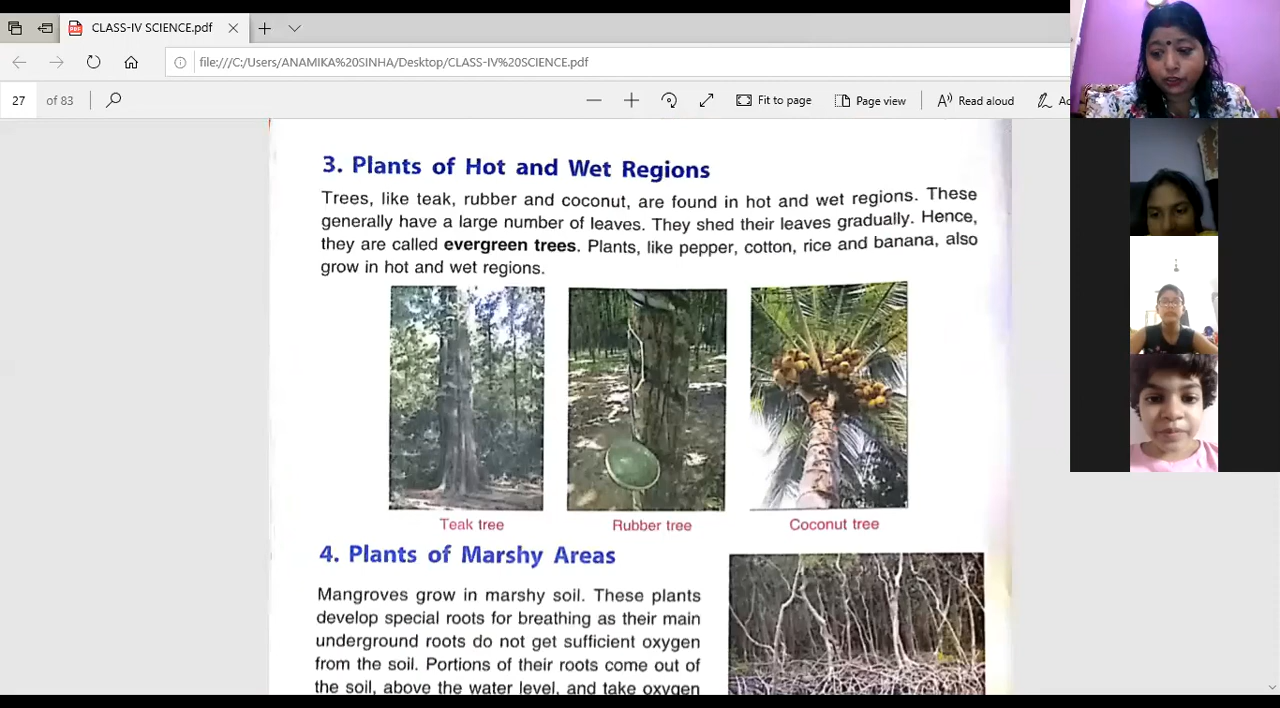 CLASS-IV SCIENCE.pdf
file:///C:/Users/ANAMIKA%20SINHA/Desktop/CLASS-IV%20SCIENCE.pdf
27 of 83 Fit to page Page view Read aloud
3. Plants of Hot and Wet Regions
Trees, like teak, rubber and coconut, are found in hot and wet regions. These
generally have a large number of leaves. They shed their leaves gradually. Hence,
they are called evergreen trees. Plants, like pepper, cotton, rice and banana, also
grow in hot and wet regions.
Teak tree Rubber tree Coconut tree
4. Plants of Marshy Areas
Mangroves grow in marshy soil. These plants
develop special roots for breathing as their main
underground roots do not get sufficient oxygen
from the soil. Portions of their roots come out of
the soil, above the water level, and take oxygen